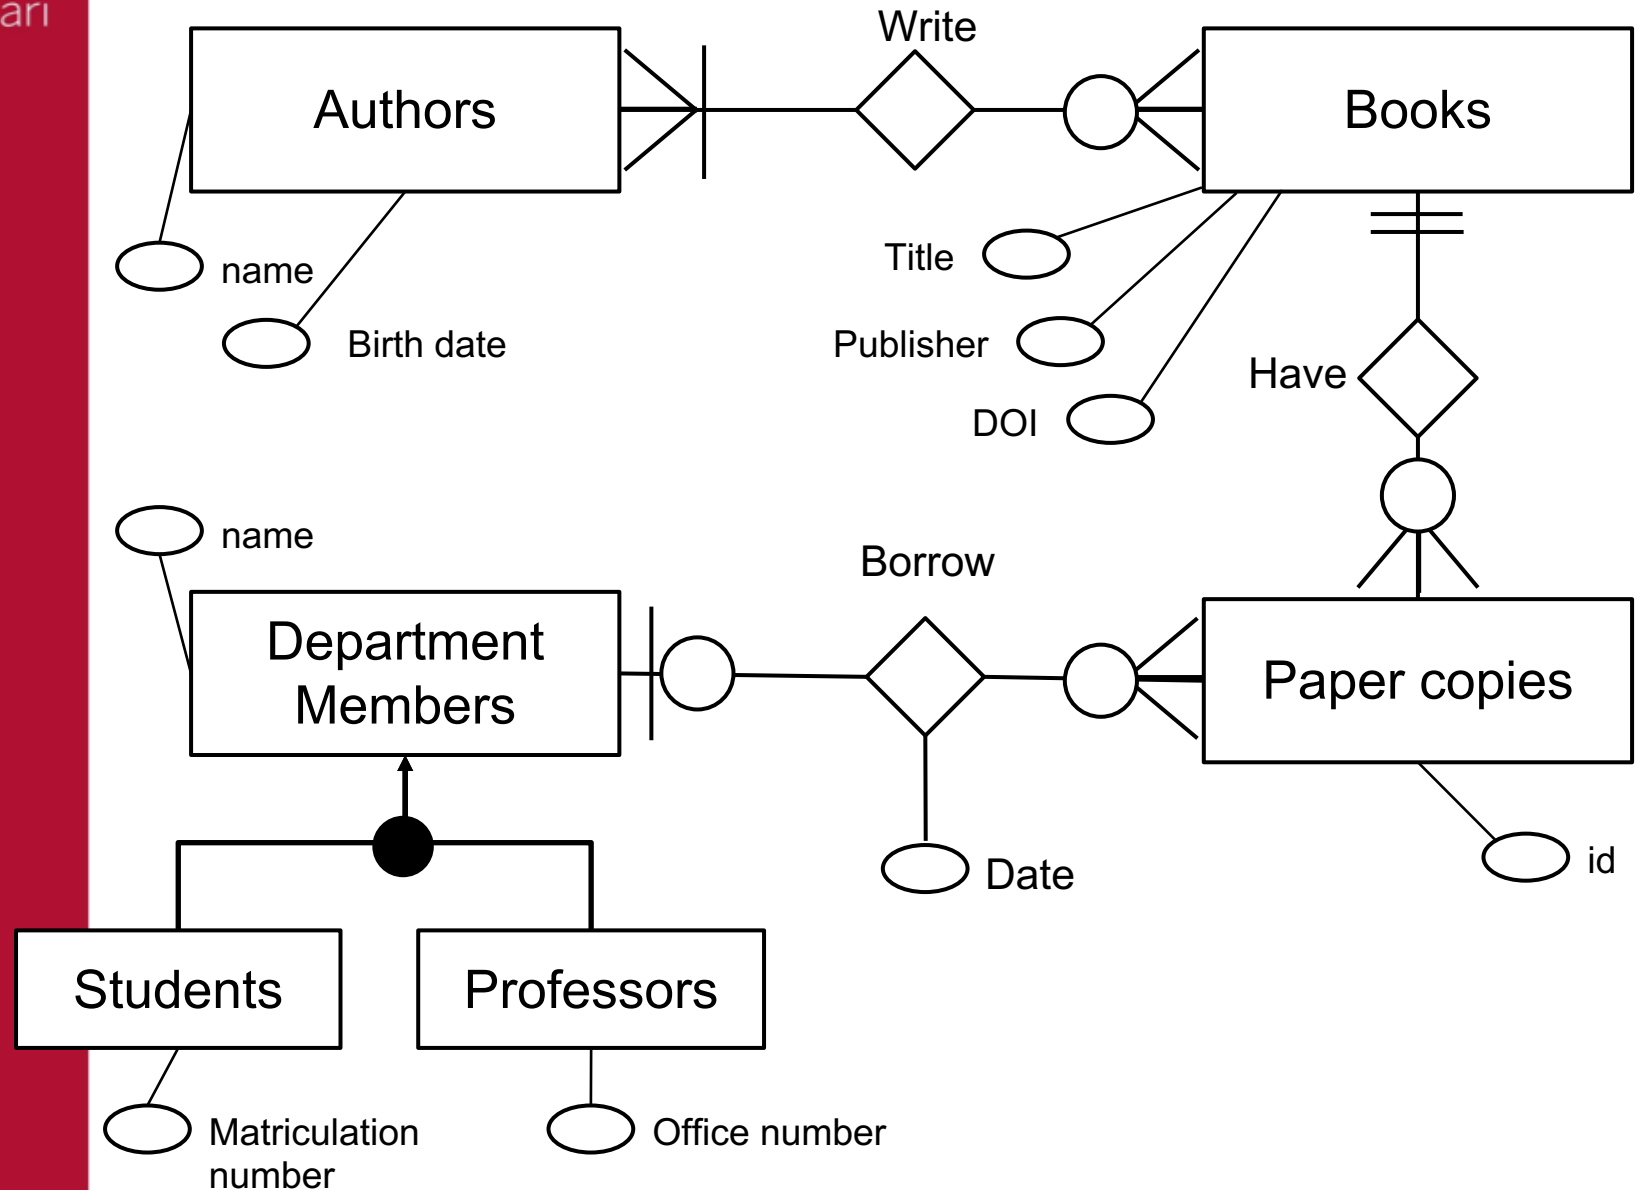 ari
Write
Authors
Books
name
Birth date
Title
Publisher
DOI
Have
name
Borrow
Department
Members
Paper copies
Date
id
Students
Professors
Matriculation
number
Office number